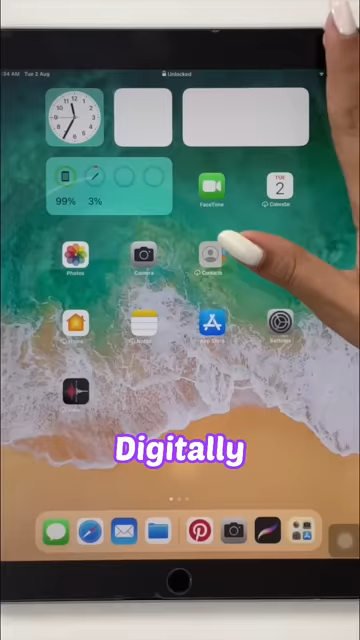 :34 AM Tue 2 Aug
Unlocked
99% 3%
FaceTime
TUE
2
Calendar
Photos
Camera
Contacts
Home
Notes
App Store
Settings
Digitally